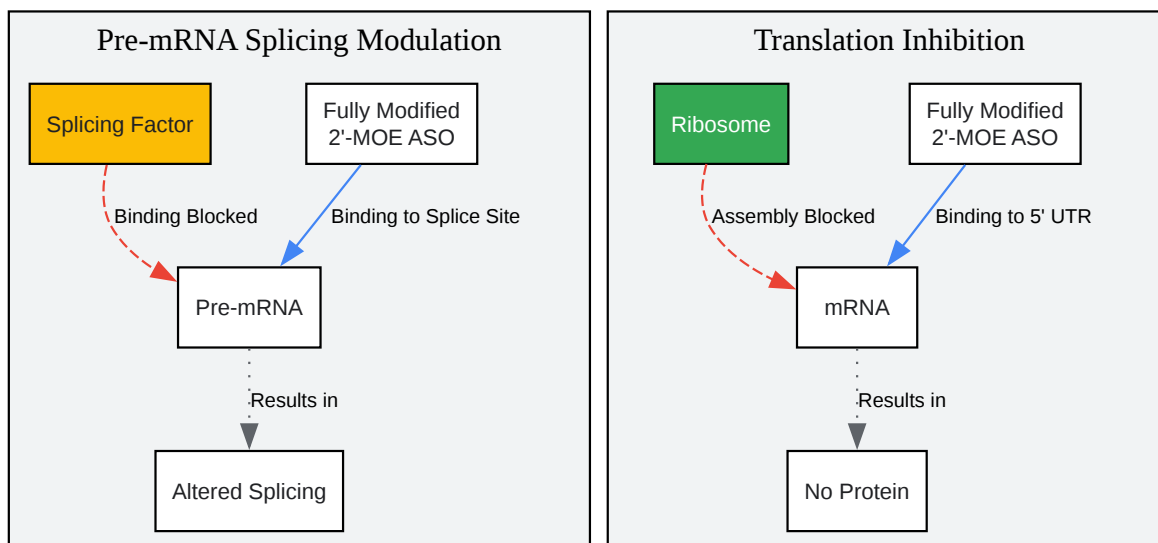 Pre-mRNA Splicing Modulation
Splicing Factor
Fully Modified
2'-MOE ASO
Binding Blocked
Binding to Splice Site
Pre-mRNA
Results in
Altered Splicing
Translation Inhibition
Ribosome
Fully Modified
2'-MOE ASO
Assembly Blocked
Binding to 5' UTR
mRNA
Results in
No Protein